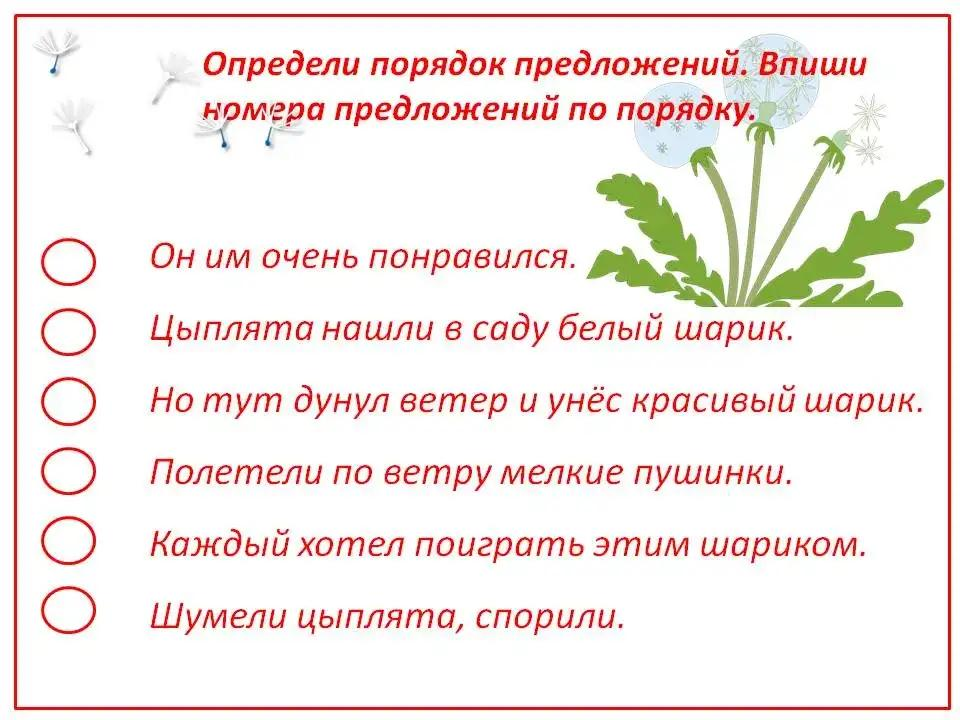 Определи порядок предложений. Впиши
номера предложений по порядку.
Он им очень понравился.
Цыплята нашли в саду белый шарик.
Но тут дунул ветер и унёс красивый шарик.
Полетели по ветру мелкие пушинки.
Каждый хотел поиграть этим шариком.
Шумели цыплята, спорили.